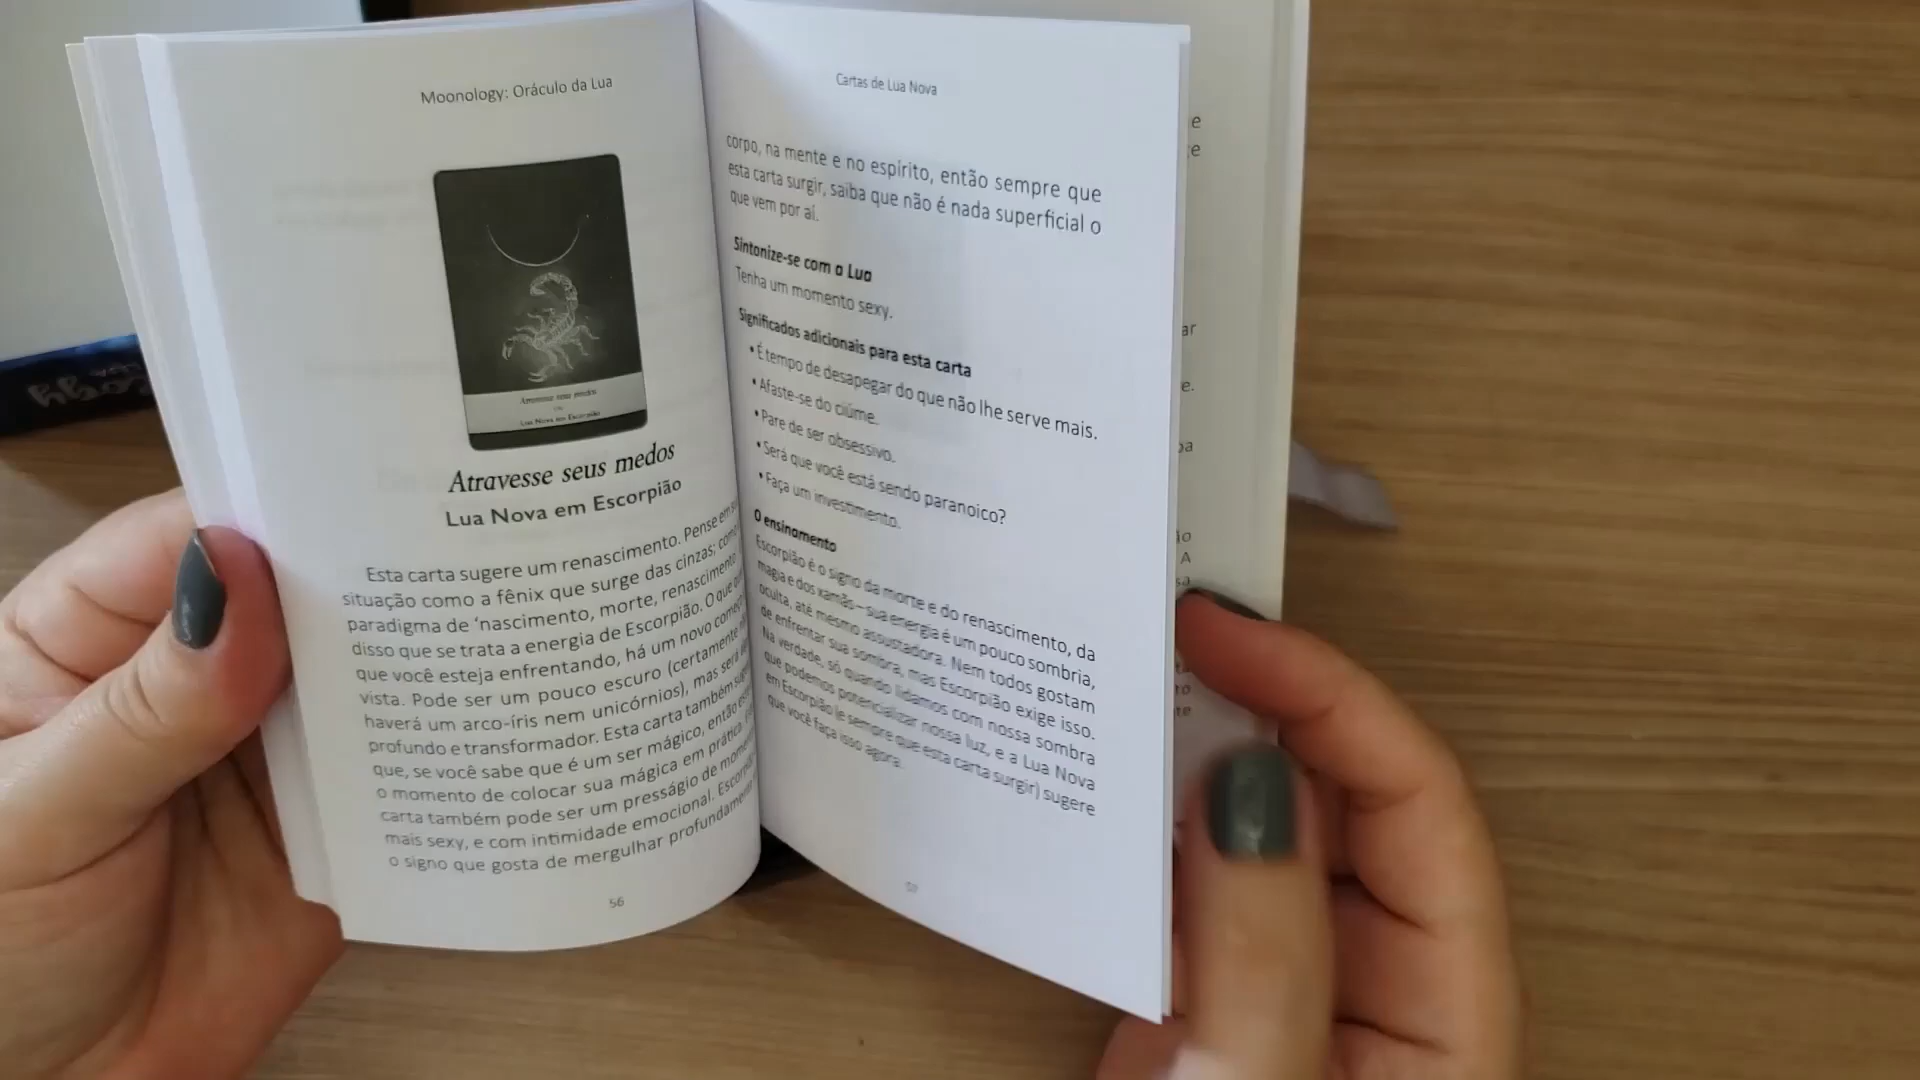 Moonology: Oráculo da Lua
Atravesse seus medos
Lua Nova em Escorpião
Atravesse seus medos
Lua Nova em Escorpião
Esta carta sugere um renascimento. Pense em
situação como a fênix que surge das cinzas;
paradigma de ‘nascimento, morte, renascimento
disso que se trata a energia de Escorpião. O
que você esteja enfrentando, há um novo começo
vista. Pode ser um pouco escuro (certamente
haverá um arco-íris nem unicórnios), mas será
profundo e transformador. Esta carta também
que, se você sabe que é um ser mágico, então
o momento de colocar sua mágica em prática.
carta também pode ser um presságio de
mais sexy, e com intimidade emocional.
o signo que gosta de mergulhar profundamente
56
Cartas de Lua Nova
corpo, na mente e no espírito, então sempre que
esta carta surgir, saiba que não é nada superficial o
que vem por aí.
Sintonize-se com a Lua
Tenha um momento sexy.
Significados adicionais para esta carta
• É tempo de desapegar do que não lhe serve mais.
• Afaste-se do ciúme.
• Pare de ser obsessivo.
• Será que você está sendo paranoico?
• Faça um investimento.
O ensinamento
Escorpião é o signo da morte e do renascimento, da
magia e dos xamãs – sua energia é um pouco sombria,
oculta, até mesmo assustadora. Nem todos gostam
de enfrentar sua sombra, mas Escorpião exige isso.
Na verdade, só quando lidamos com nossa sombra
que podemos potencializar nossa luz, e a Lua Nova
em Escorpião (e sempre que esta carta surgir) sugere
que você faça isso agora.
57